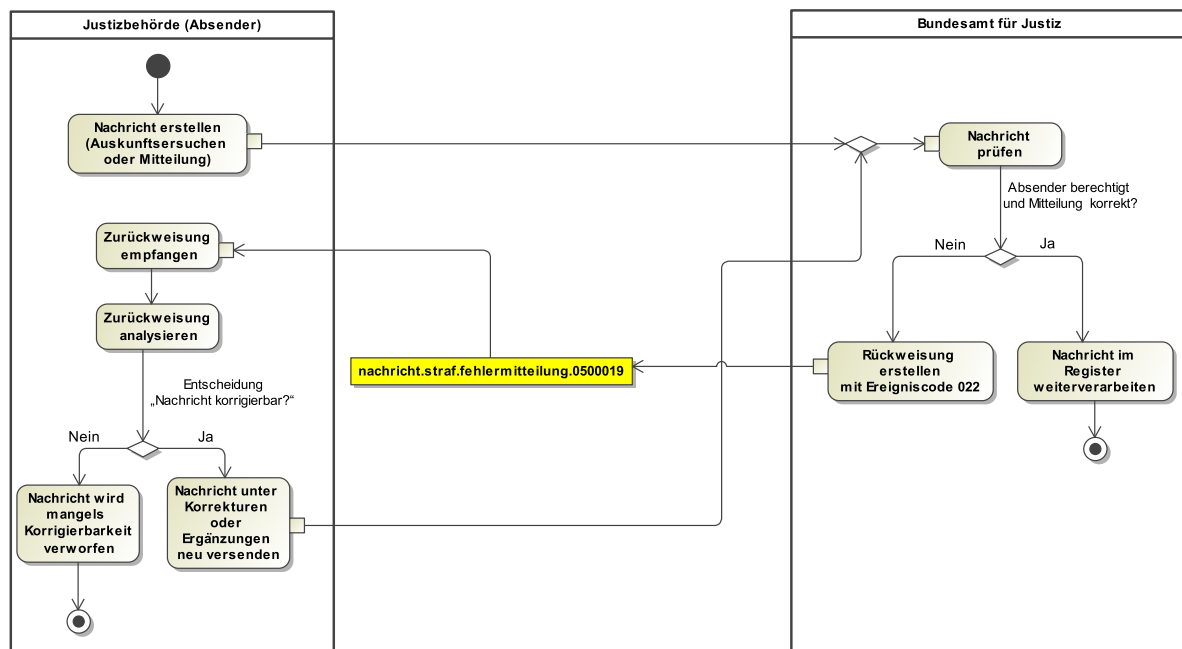 Justizbehörde (Absender)
Nachricht erstellen
(Auskunftsersuchen
oder Mitteilung)
Zurückweisung
empfangen
Zurückweisung
analysieren
Entscheidung
„Nachricht korrigierbar?“
Nein
Ja
Nachricht wird
mangels
Korrigierbarkeit
verworfen
Nachricht unter
Korrekturen
oder
Ergänzungen
neu versenden
nachricht.straf.fehlermitteilung.0500019
Bundesamt für Justiz
Nachricht
prüfen
Absender berechtigt
und Mitteilung korrekt?
Nein
Ja
Rückweisung
erstellen
mit Ereigniscode 022
Nachricht im
Register
weiterverarbeiten